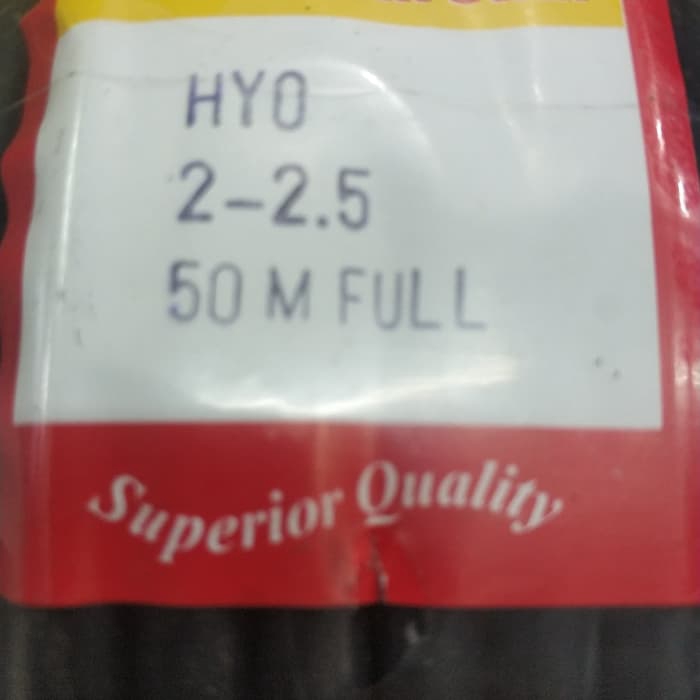 HYO
2-2.5
50 M FULL
Superior Quality